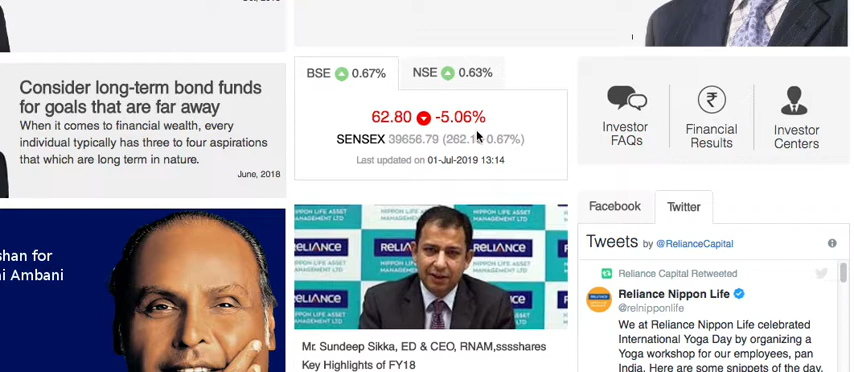 Consider long-term bond funds
for goals that are far away
When it comes to financial wealth, every
individual typically has three to four aspirations
that which are long term in nature.
June, 2018
shan for
ni Ambani
BSE 0.67%
NSE 0.63%
62.80 -5.06%
SENSEX 39656.79 (262.1 0.67%)
Last updated on 01-Jul-2019 13:14
NIPPON LIFE ASSET
MANAGEMENT LTD
RELIANCE
Mr. Sundeep Sikka, ED & CEO, RNAM,sssshares
Key Highlights of FY18
Investor
FAQs
Financial
Results
Investor
Centers
Facebook
Twitter
Tweets by @RelianceCapital
Reliance Capital Retweeted
Reliance Nippon Life
@relnipponlife
We at Reliance Nippon Life celebrated
International Yoga Day by organizing a
Yoga workshop for our employees, pan
India. Here are some snippets of the day.